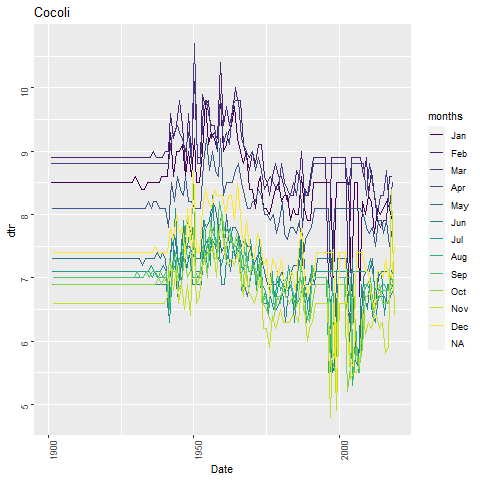 Cocoli
dtr
10
9
8
7
6
5
1900
1950
2000
Date
months
Jan
Feb
Mar
Apr
May
Jun
Jul
Aug
Sep
Oct
Nov
Dec
NA